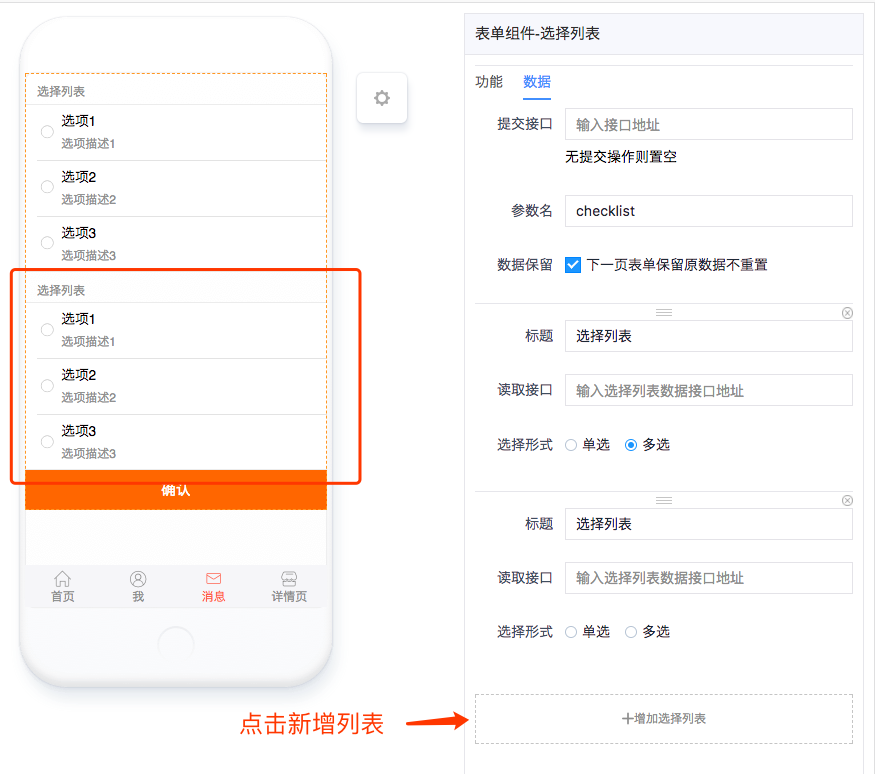 选择列表
选项1
选项描述1
选项2
选项描述2
选项3
选项描述3
选择列表
选项1
选项描述1
选项2
选项描述2
选项3
选项描述3
确认
首页 我 消息 详情页
点击新增列表
表单组件-选择列表
功能 数据
提交接口 输入接口地址
无提交操作则置空
参数名 checklist
数据保留 下一页表单保留原数据不重置
标题 选择列表
读取接口 输入选择列表数据接口地址
选择形式 单选 多选
标题 选择列表
读取接口 输入选择列表数据接口地址
选择形式 单选 多选
+增加选择列表